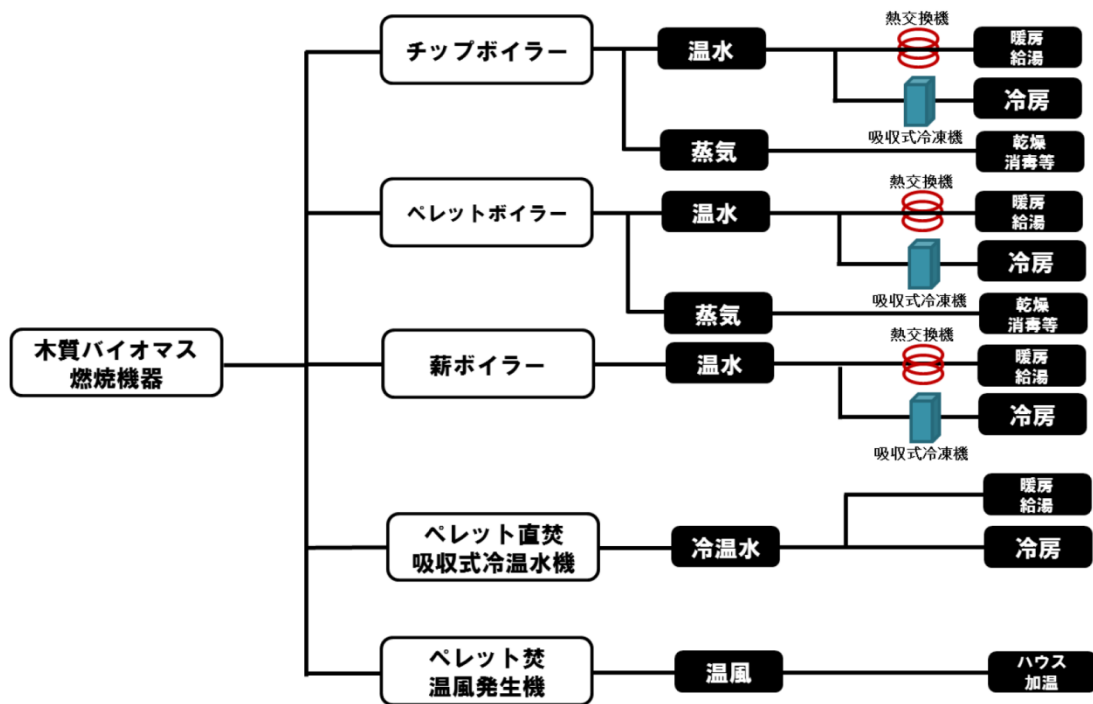 木質バイオマス
燃焼機器
チップボイラー
温水
熱交換機
暖房
給湯
吸収式冷凍機
冷房
蒸気
乾燥
消毒等
ペレットボイラー
温水
熱交換機
暖房
給湯
吸収式冷凍機
冷房
蒸気
乾燥
消毒等
薪ボイラー
温水
熱交換機
暖房
給湯
吸収式冷凍機
冷房
ペレット直焚
吸収式冷温水機
冷温水
暖房
給湯
冷房
ペレット焚
温風発生機
温風
ハウス
加温